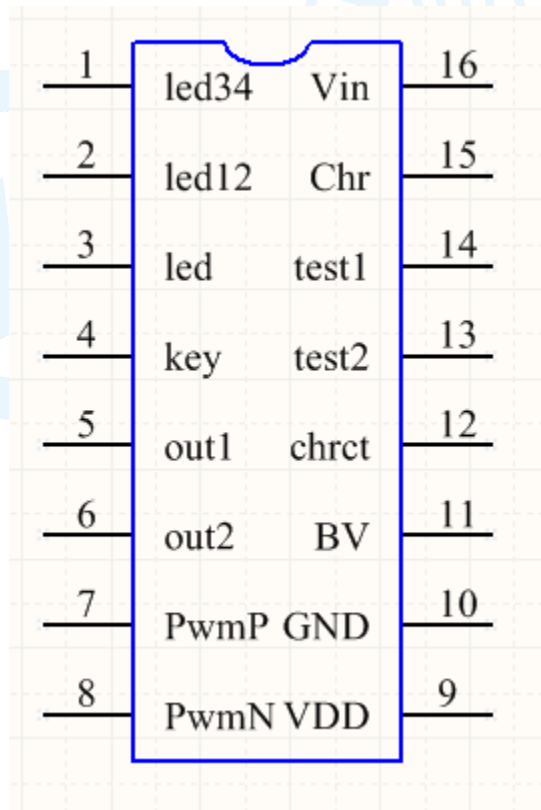 1 led34 Vin 16
2 led12 Chr 15
3 led test1 14
4 key test2 13
5 out1 chrct 12
6 out2 BV 11
7 PwmP GND 10
8 PwmN VDD 9